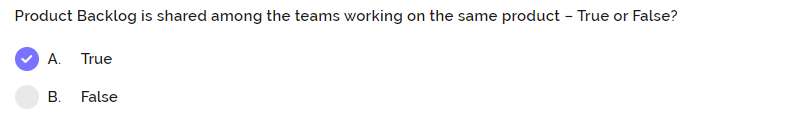 Product Backlog is shared among the teams working on the same product – True or False?
A. True
B. False